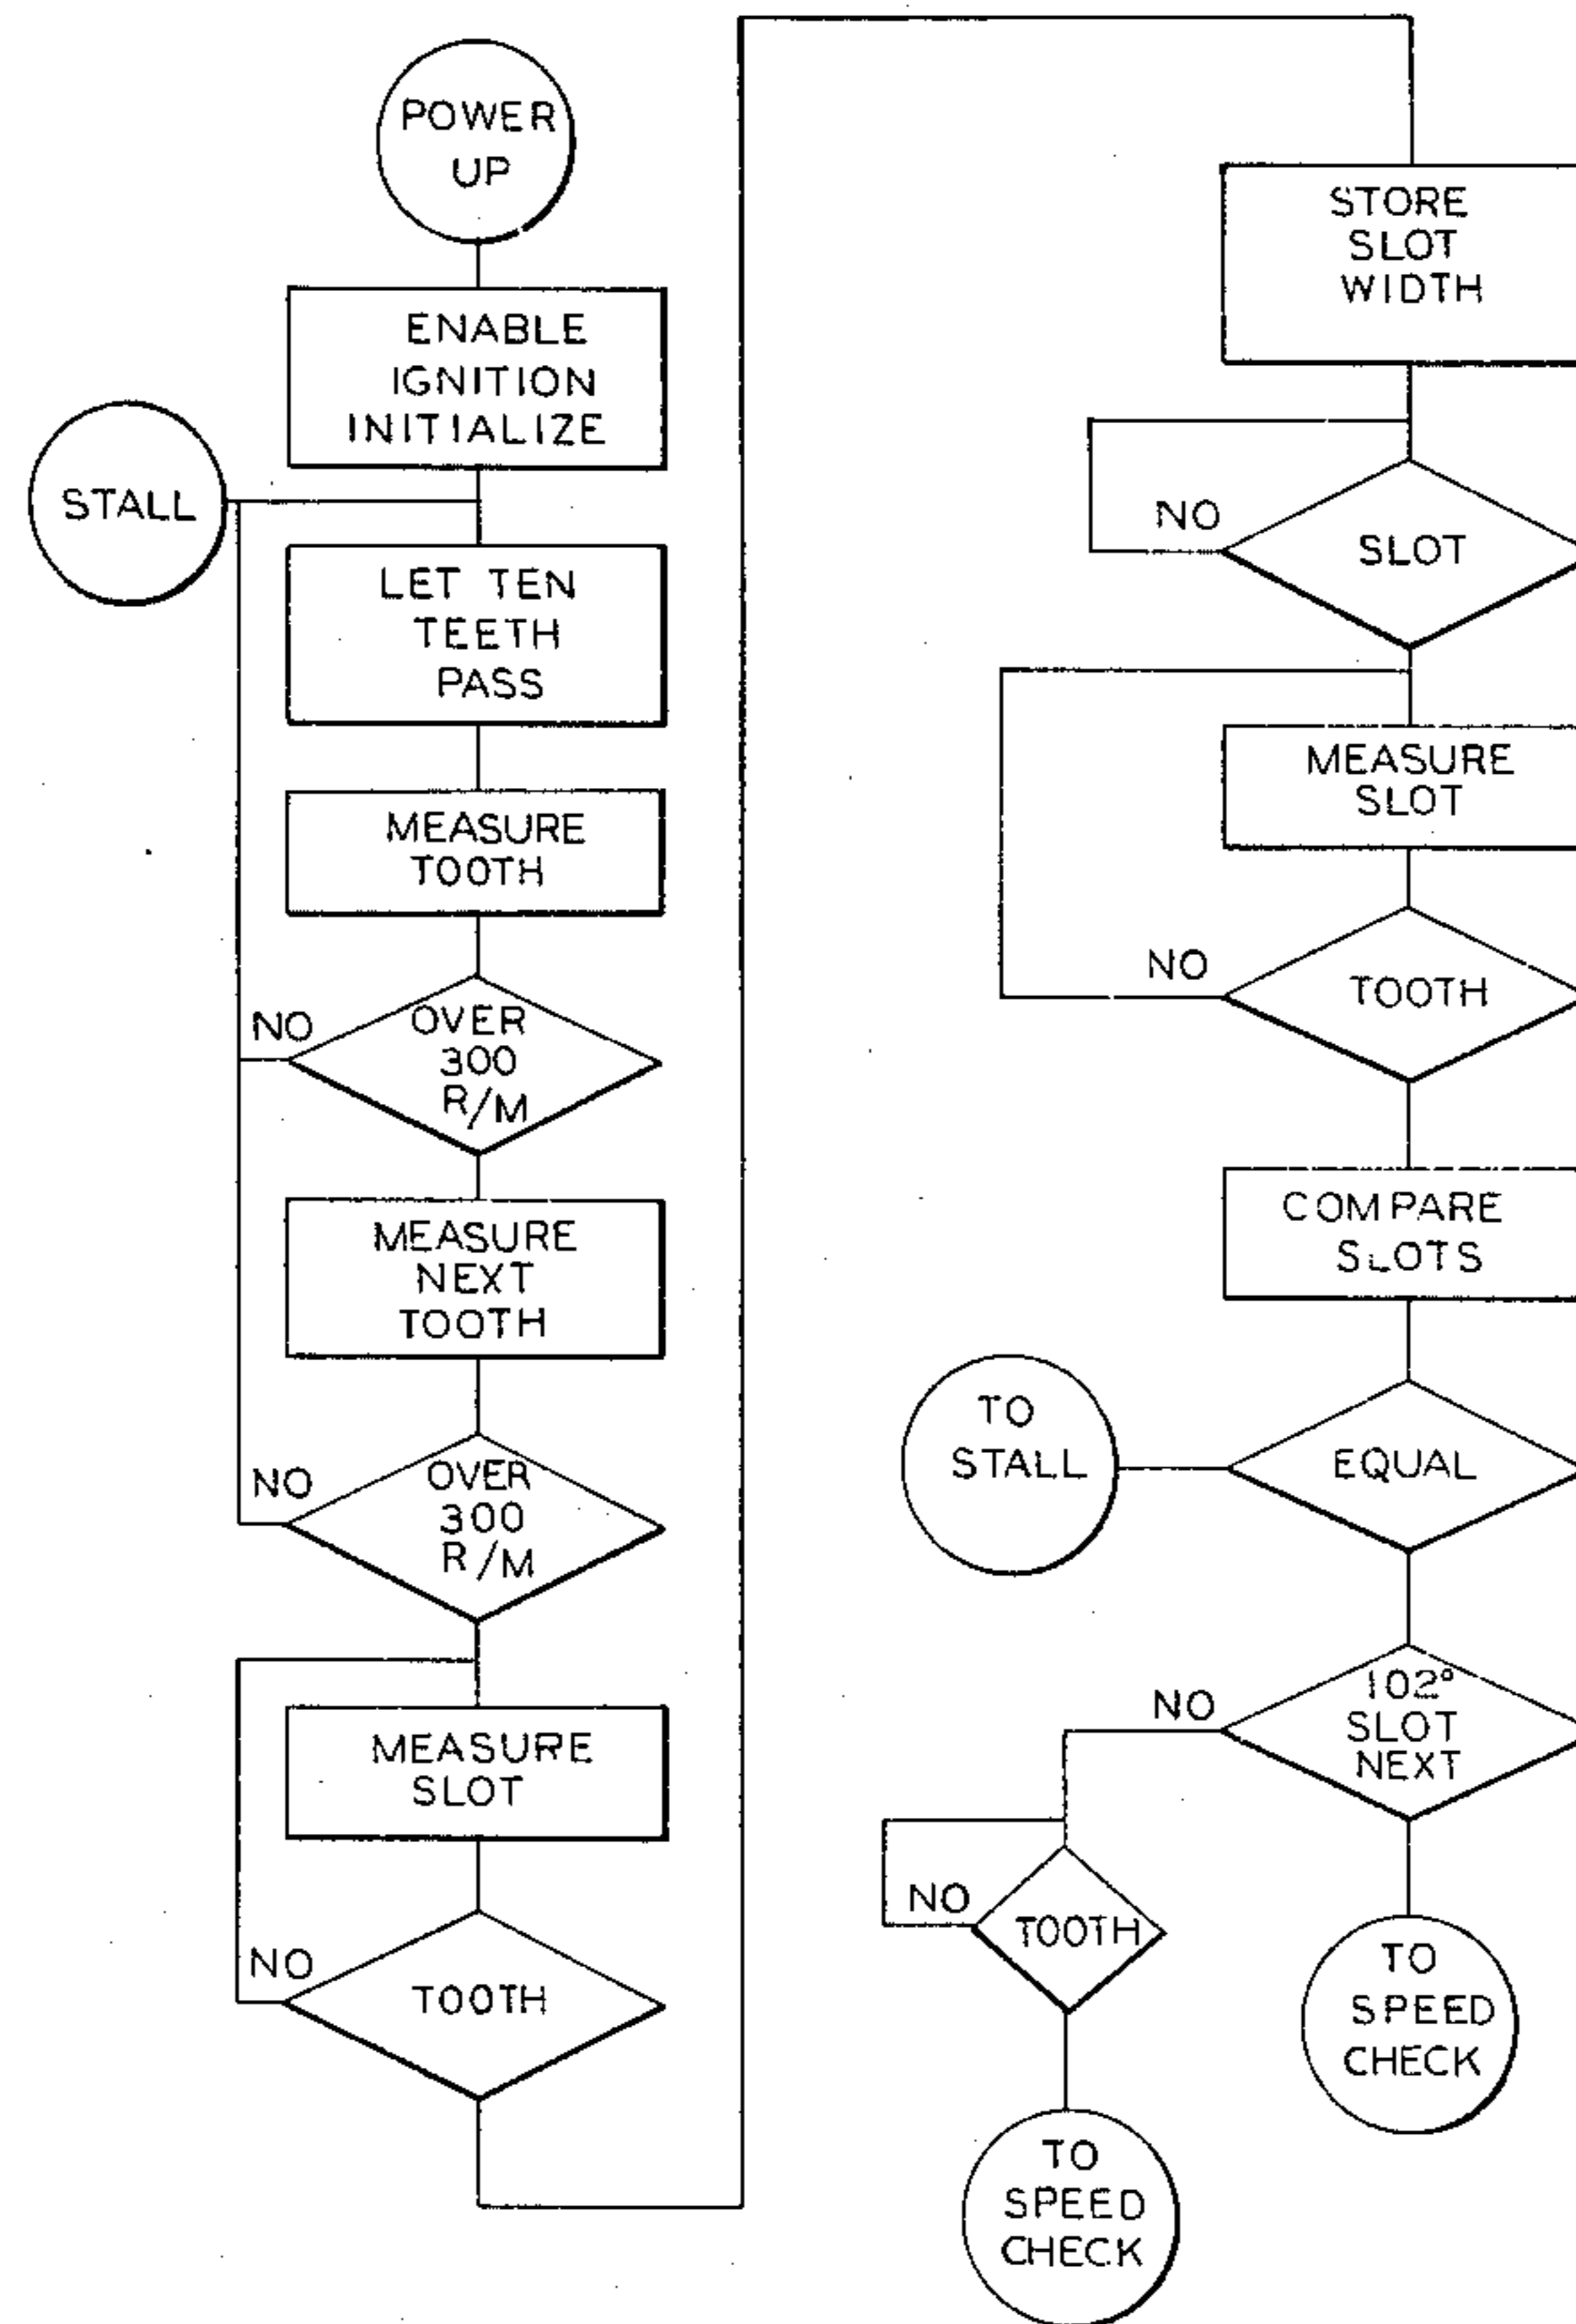 POWER
UP
ENABLE
IGNITION
INITIALIZE
STALL
LET TEN
TEETH
PASS
MEASURE
TOOTH
NO
OVER
300
R/M
MEASURE
NEXT
TOOTH
NO
OVER
300
R/M
MEASURE
SLOT
NO
TOOTH
STORE
SLOT
WIDTH
NO
SLOT
MEASURE
SLOT
NO
TOOTH
COMPARE
SLOTS
TO
STALL
EQUAL
NO
102°
SLOT
NEXT
NO
TOOTH
TO
SPEED
CHECK
TO
SPEED
CHECK